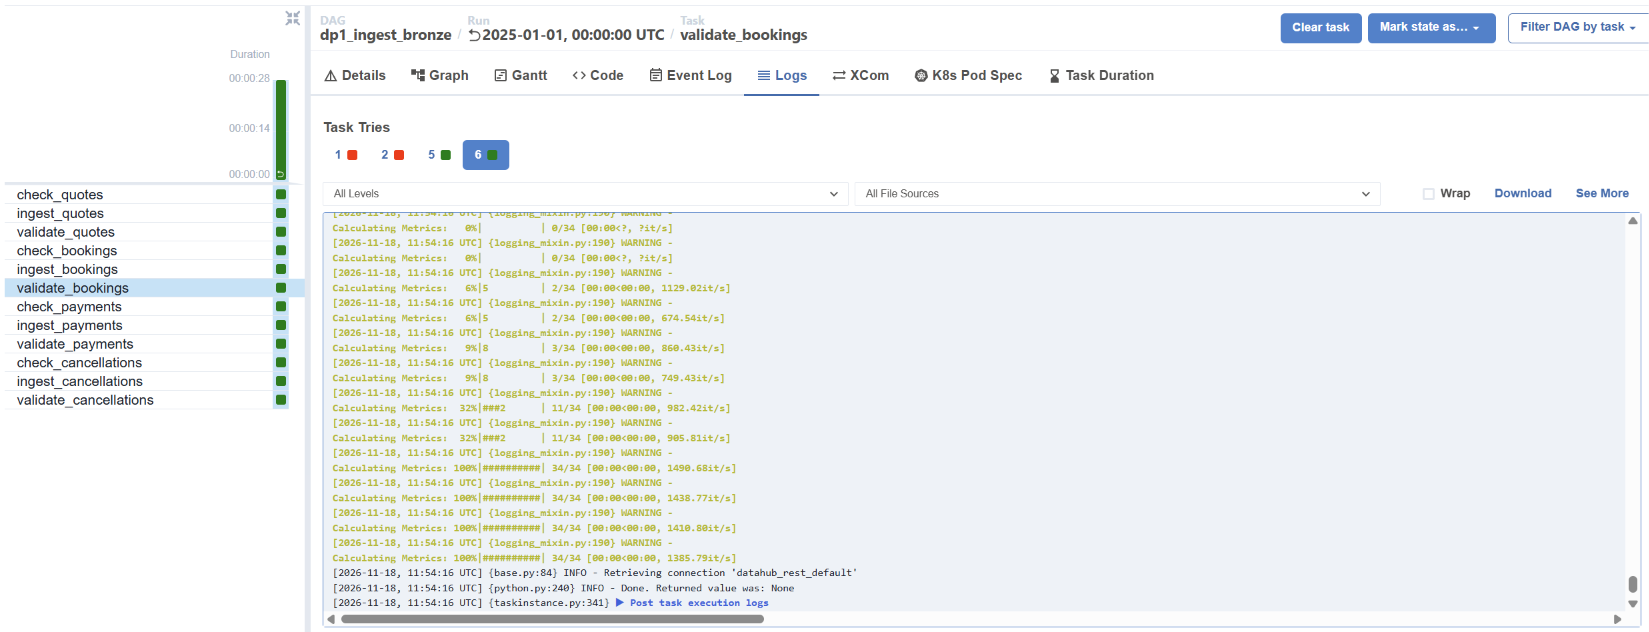 DAG
dp1_ingest_bronze
/
Run
2025-01-01, 00:00:00 UTC
/
Task
validate_bookings
Clear task
Mark state as...
Filter DAG by task
Duration
00:00:28
00:00:14
00:00:00
check_quotes
ingest_quotes
validate_quotes
check_bookings
ingest_bookings
validate_bookings
check_payments
ingest_payments
validate_payments
check_cancellations
ingest_cancellations
validate_cancellations
Details
Graph
Gantt
Code
Event Log
Logs
XCom
K8s Pod Spec
Task Duration
Task Tries
1
2
5
6
All Levels
All File Sources
Wrap
Download
See More
[2026-11-18, 11:54:16 UTC] {logging_mixin.py:190} WARNING -
Calculating Metrics:   0%|          | 0/34 [00:00<?, ?it/s]
[2026-11-18, 11:54:16 UTC] {logging_mixin.py:190} WARNING -
Calculating Metrics:   0%|          | 0/34 [00:00<?, ?it/s]
[2026-11-18, 11:54:16 UTC] {logging_mixin.py:190} WARNING -
Calculating Metrics:   6%|5         | 2/34 [00:00<00:00, 1129.02it/s]
[2026-11-18, 11:54:16 UTC] {logging_mixin.py:190} WARNING -
Calculating Metrics:   6%|5         | 2/34 [00:00<00:00, 674.54it/s]
[2026-11-18, 11:54:16 UTC] {logging_mixin.py:190} WARNING -
Calculating Metrics:   9%|8         | 3/34 [00:00<00:00, 860.43it/s]
[2026-11-18, 11:54:16 UTC] {logging_mixin.py:190} WARNING -
Calculating Metrics:   9%|8         | 3/34 [00:00<00:00, 749.43it/s]
[2026-11-18, 11:54:16 UTC] {logging_mixin.py:190} WARNING -
Calculating Metrics:  32%|###2      | 11/34 [00:00<00:00, 982.42it/s]
[2026-11-18, 11:54:16 UTC] {logging_mixin.py:190} WARNING -
Calculating Metrics:  32%|###2      | 11/34 [00:00<00:00, 905.81it/s]
[2026-11-18, 11:54:16 UTC] {logging_mixin.py:190} WARNING -
Calculating Metrics: 100%|##########| 34/34 [00:00<00:00, 1490.68it/s]
[2026-11-18, 11:54:16 UTC] {logging_mixin.py:190} WARNING -
Calculating Metrics: 100%|##########| 34/34 [00:00<00:00, 1438.77it/s]
[2026-11-18, 11:54:16 UTC] {logging_mixin.py:190} WARNING -
Calculating Metrics: 100%|##########| 34/34 [00:00<00:00, 1410.80it/s]
[2026-11-18, 11:54:16 UTC] {logging_mixin.py:190} WARNING -
Calculating Metrics: 100%|##########| 34/34 [00:00<00:00, 1385.79it/s]
[2026-11-18, 11:54:16 UTC] {base.py:84} INFO - Retrieving connection 'datahub_rest_default'
[2026-11-18, 11:54:16 UTC] {python.py:240} INFO - Done. Returned value was: None
[2026-11-18, 11:54:16 UTC] {taskinstance.py:341} ▶ Post task execution logs